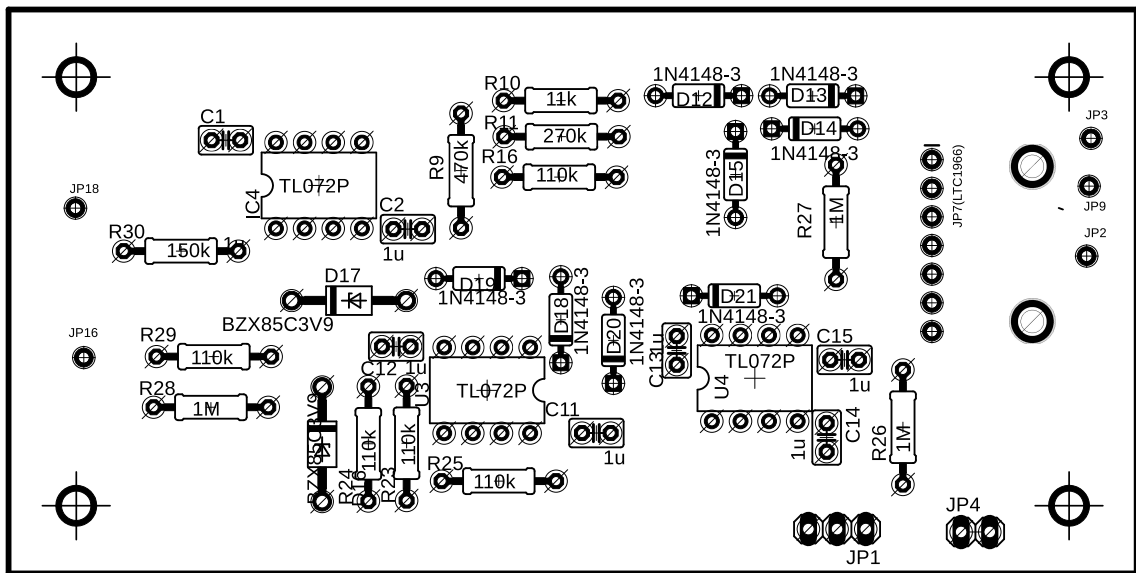 1N4148-3
1N4148-3
R10
11k
D12
D13
C1
R11
270k
D14
JP3
R9
470k
R16
110k
1N4148-3
1N4148-3
D15
JP7(LTC1966)
JP18
IC4
TL072P
C2
R27
1M
JP9
R30
150k
1u
1u
JP2
D17
D19
1N4148-3
D18
1N4148-3
D20
1N4148-3
D21
1N4148-3
BZX85C3V9
JP16
R29
110k
C12
1u
U3
TL072P
C13
1u
U4
TL072P
C15
1u
R28
1M
BZX85C3V9
D16
R24
110k
R23
110k
C11
1u
C14
1u
R26
1M
R25
110k
JP1
JP4